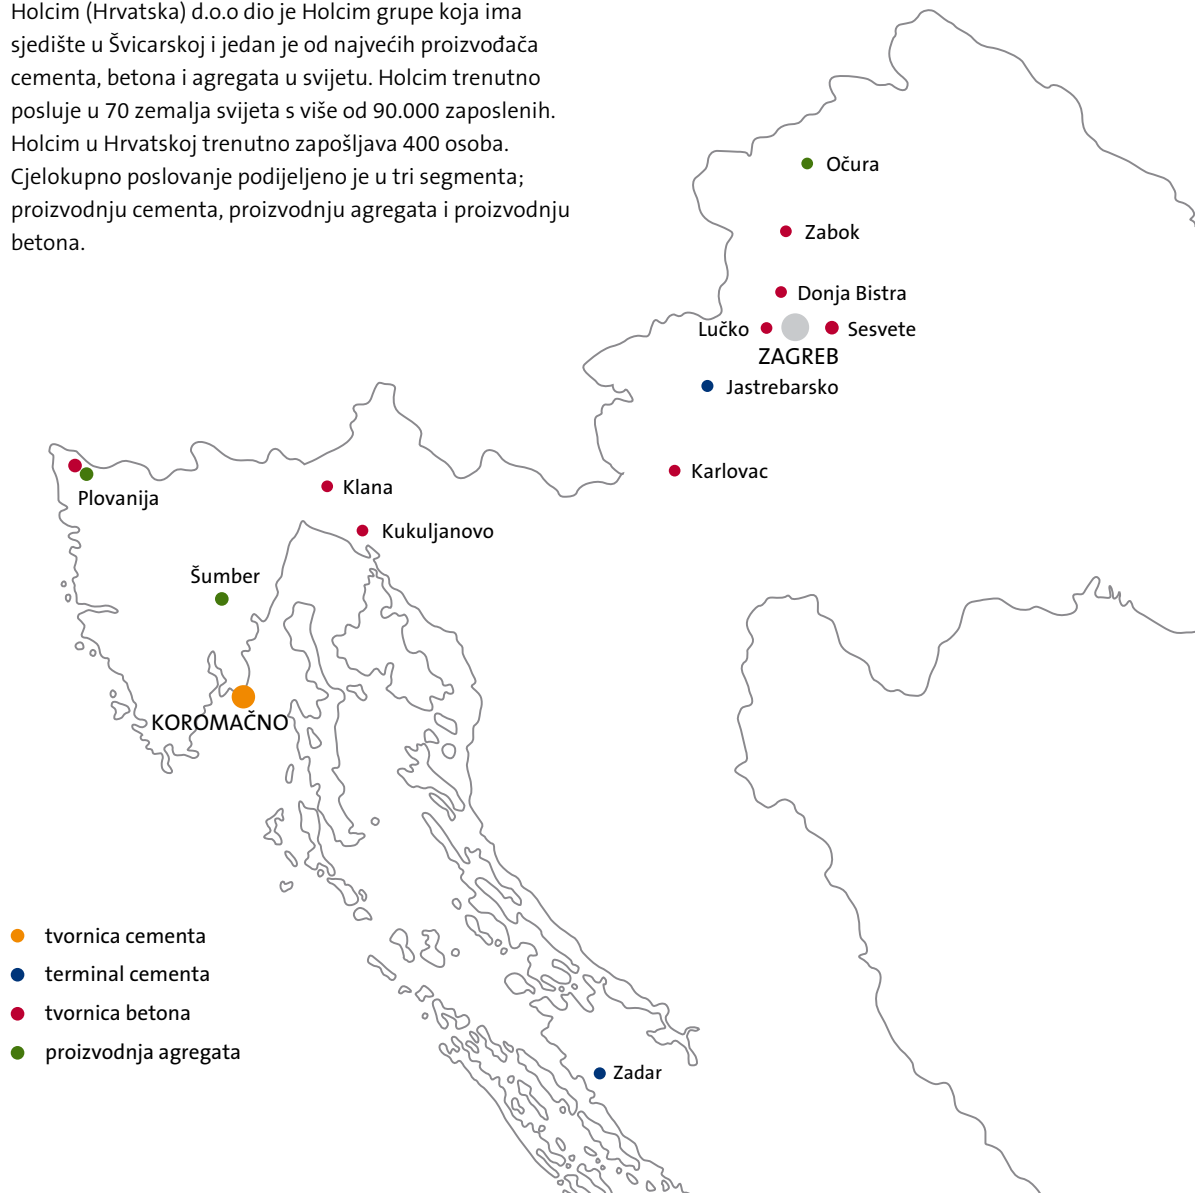 Holcim (Hrvatska) d.o.o dio je Holcim grupe koja ima
sjedište u Švicarskoj i jedan je od najvećih proizvođača
cementa, betona i agregata u svijetu. Holcim trenutno
posluje u 70 zemalja svijeta s više od 90.000 zaposlenih.
Holcim u Hrvatskoj trenutno zapošljava 400 osoba.
Cjelokupno poslovanje podijeljeno je u tri segmenta;
proizvodnju cementa, proizvodnju agregata i proizvodnju
betona.
Očura
Zabok
Donja Bistra
Lučko
Sesvete
ZAGREB
Jastrebarsko
Karlovac
Klana
Plovanija
Kukuljanovo
Šumber
KOROMAČNO
tvornica cementa
terminal cementa
tvornica betona
proizvodnja agregata
Zadar